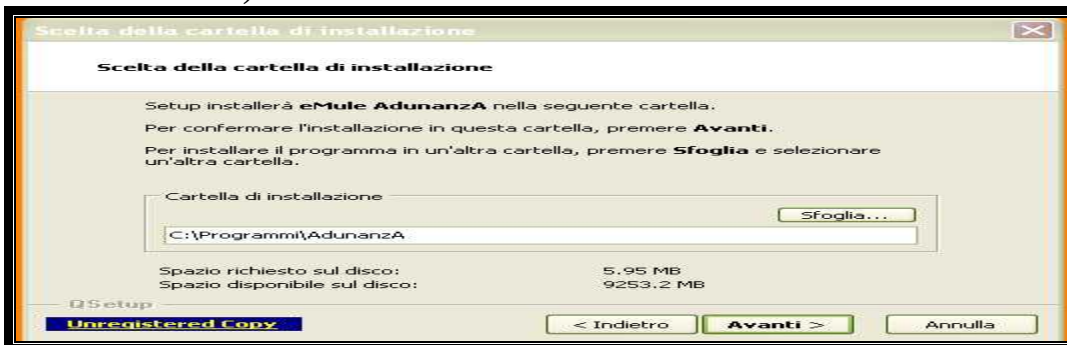 Scelta della cartella di installazione
Scelta della cartella di installazione
Setup installerà eMule AdunanzA nella seguente cartella.
Per confermare l'installazione in questa cartella, premere Avanti.
Per installare il programma in un'altra cartella, premere Sfoglia e selezionare
un'altra cartella.
Cartella di installazione
Sfoglia...
C:\Programmi\AdunanzA
Spazio richiesto sul disco: 5.95 MB
Spazio disponibile sul disco: 9253.2 MB
QSetup
Unregistered Copy < Indietro Avanti > Annulla